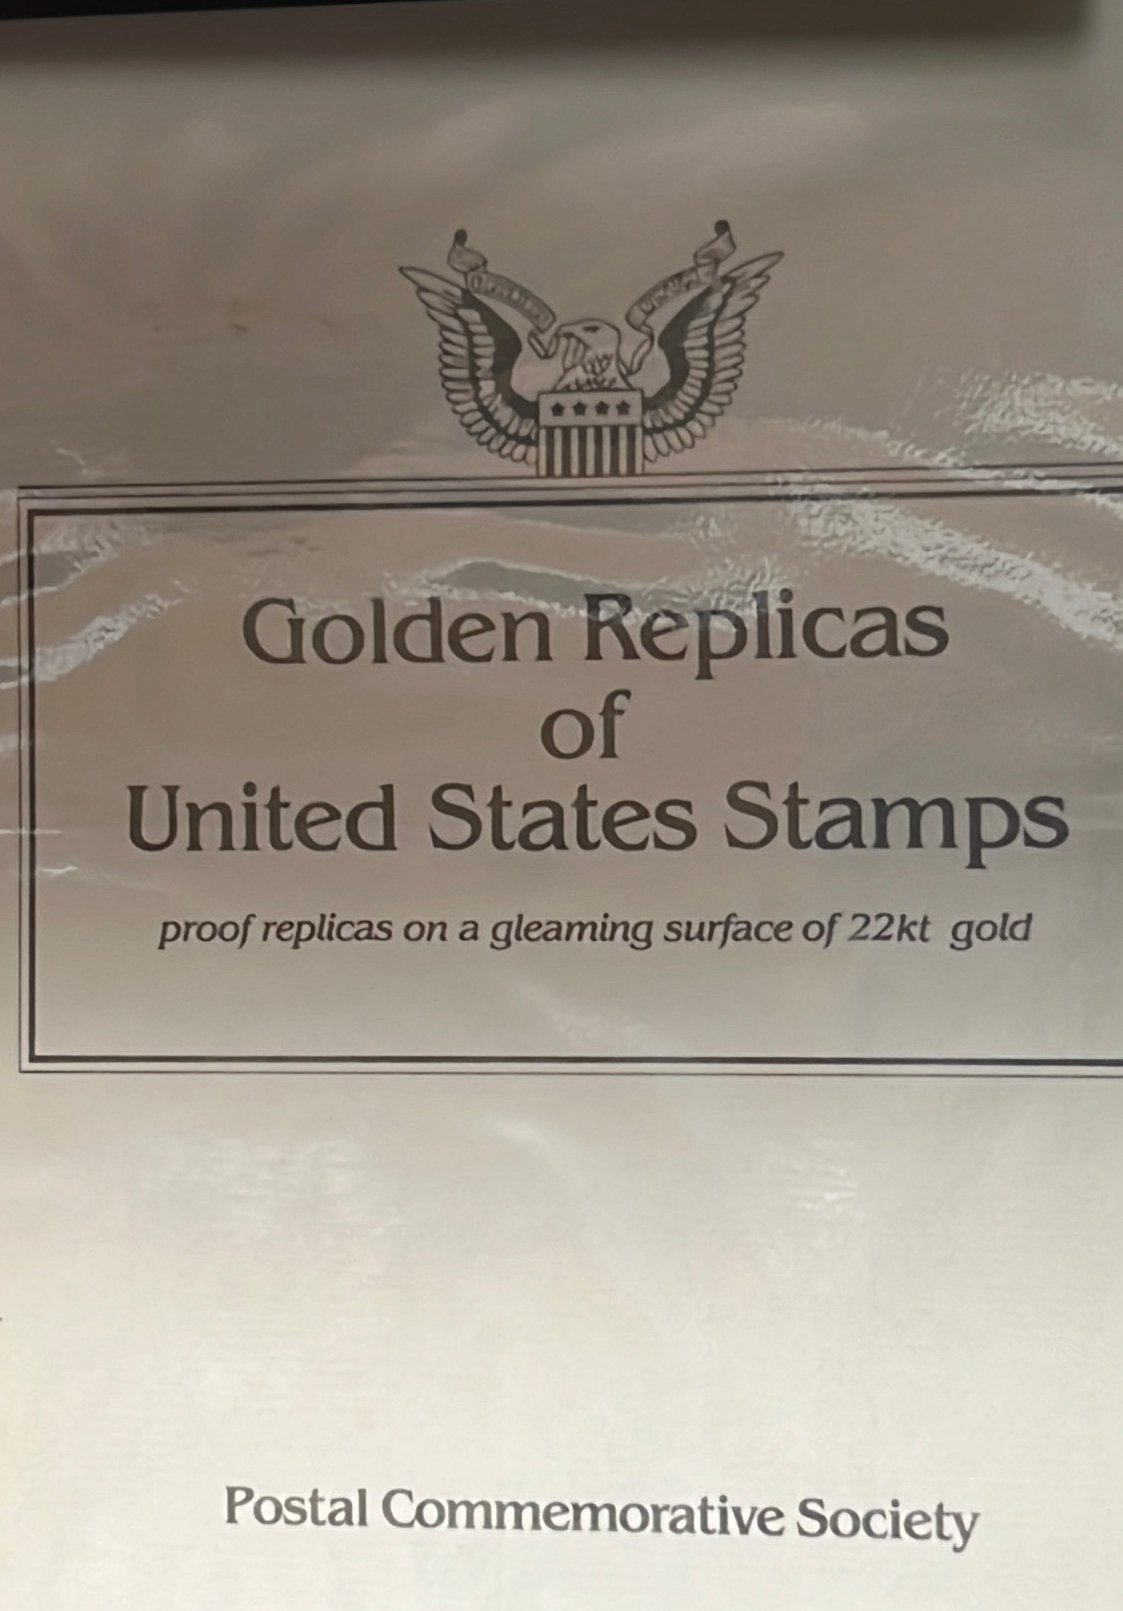 Golden Replicas
of
United States Stamps
proof replicas on a gleaming surface of 22kt gold
Postal Commemorative Society